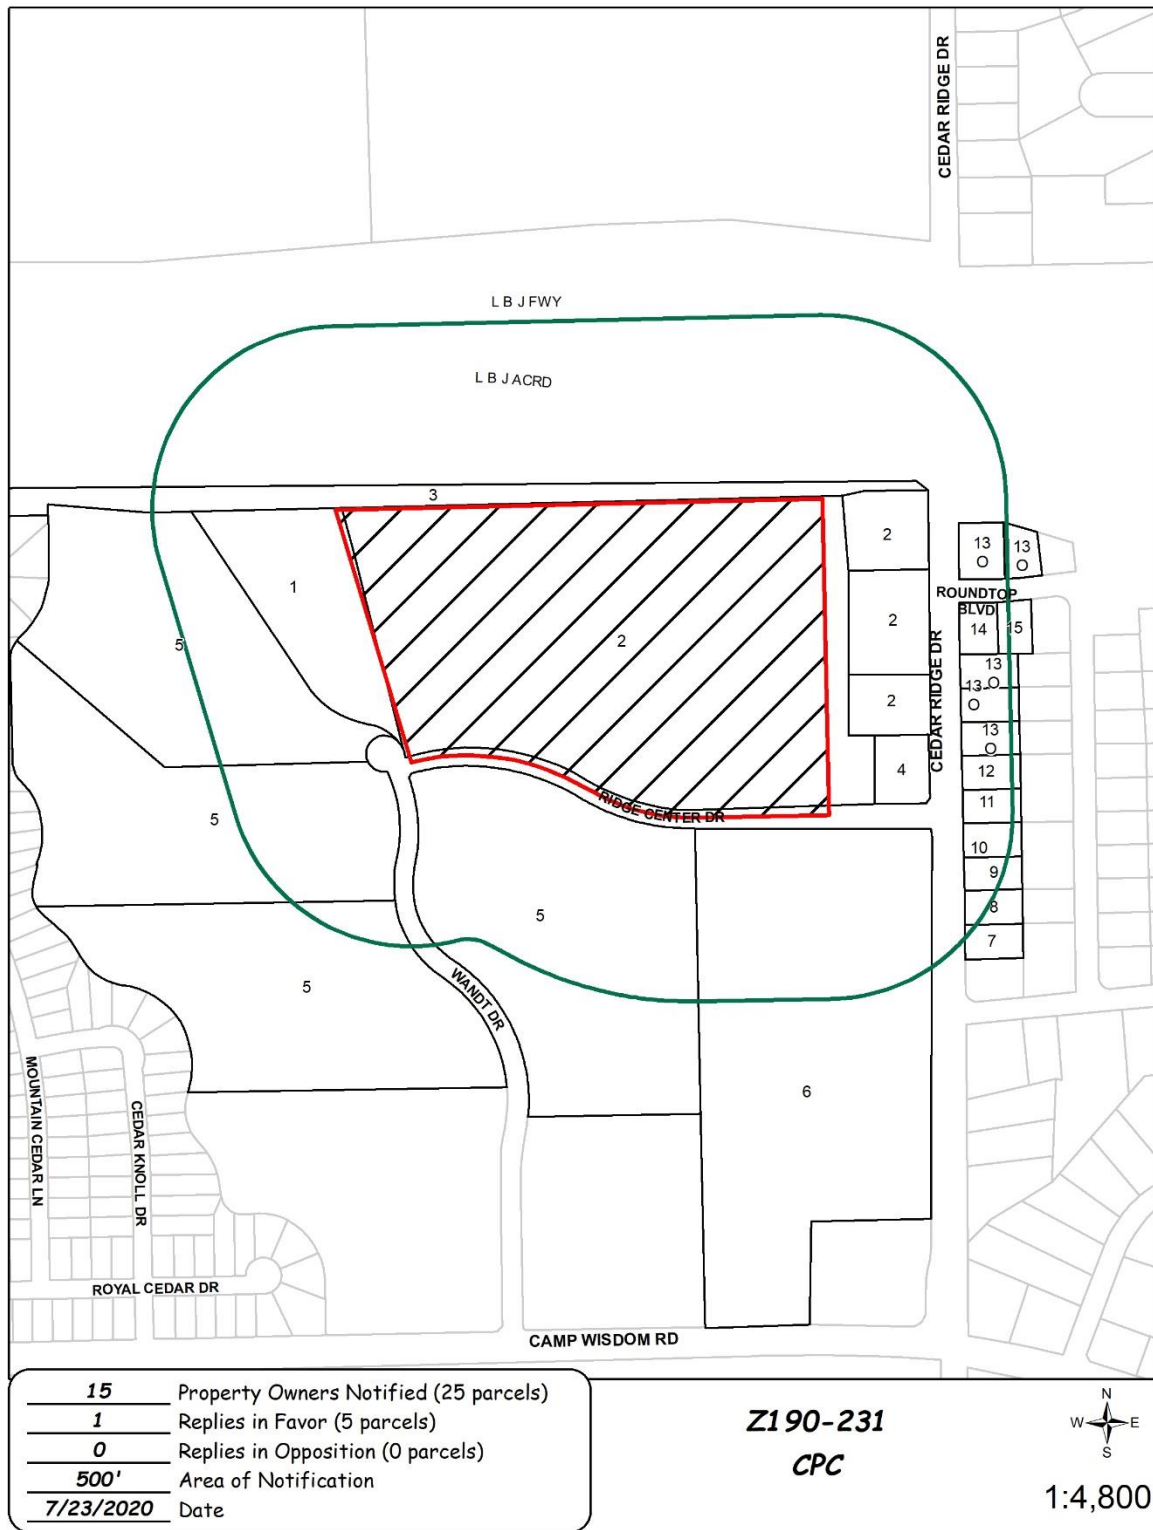 CEDAR RIDGE DR
L B J FWY
L B J ACRD
3
2
13
O
13
O
1
ROUNDTOP
BLVD
2
2
14
15
5
13
O
13
O
2
CEDAR RIDGE DR
13
O
4
12
RIDGE CENTER DR
11
5
10
9
5
8
7
5
WANDT DR
6
MOUNTAIN CEDAR LN
CEDAR KNOLL DR
ROYAL CEDAR DR
CAMP WISDOM RD
15 Property Owners Notified (25 parcels)
1 Replies in Favor (5 parcels)
0 Replies in Opposition (0 parcels)
500' Area of Notification
7/23/2020 Date
Z190-231
CPC
N
W E
S
1:4,800